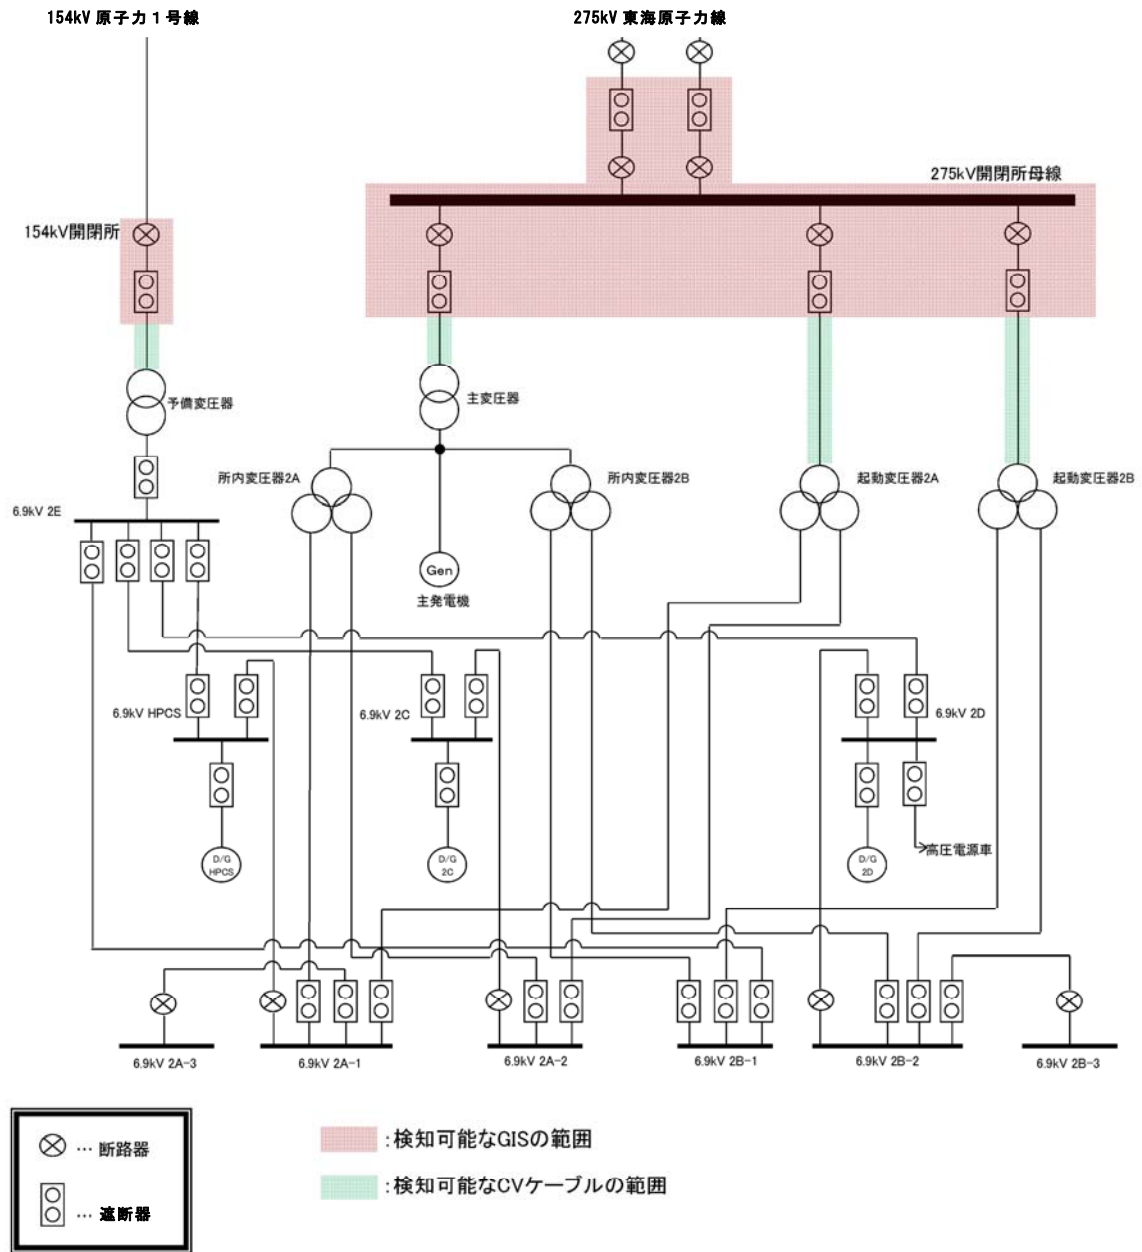 154kV 原子力1号線
275kV 東海原子力線
275kV開閉所母線
154kV開閉所
予備変圧器
主変圧器
所内変圧器2A
所内変圧器2B
起動変圧器2A
起動変圧器2B
6.9kV 2E
Gen
主発電機
6.9kV HPCS
6.9kV 2C
6.9kV 2D
D/G
HPCS
D/G
2C
D/G
2D
高圧電源車
6.9kV 2A-3
6.9kV 2A-1
6.9kV 2A-2
6.9kV 2B-1
6.9kV 2B-2
6.9kV 2B-3
… 断路器
… 遮断器
:検知可能なGISの範囲
:検知可能なCVケーブルの範囲